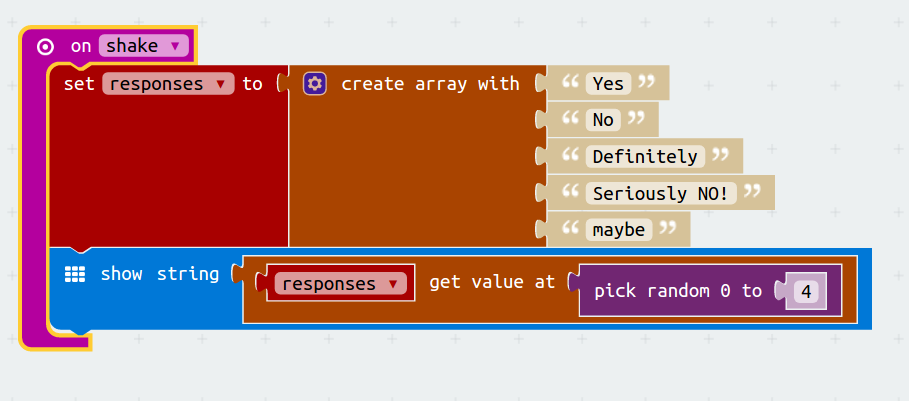 on shake ▼
set responses ▼ to create array with “ Yes ”
“ No ”
“ Definitely ”
“ Seriously NO! ”
“ maybe ”
show string responses ▼ get value at pick random 0 to 4